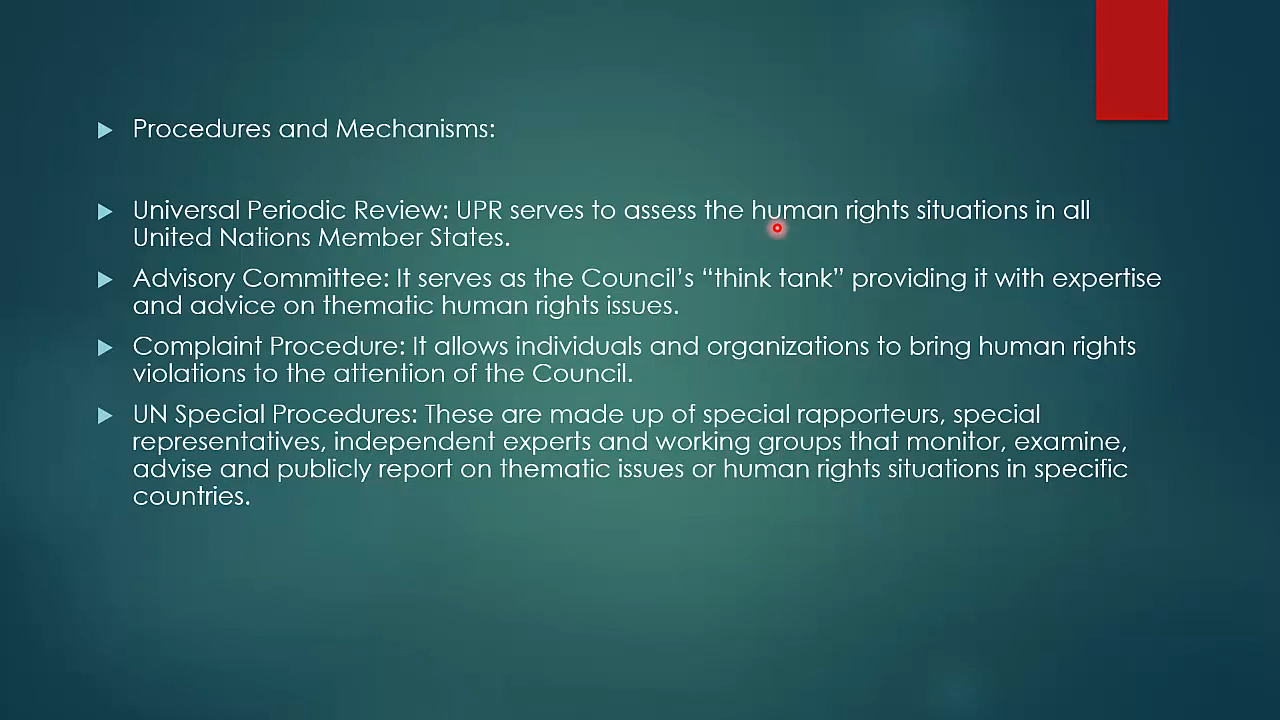 Procedures and Mechanisms:
Universal Periodic Review: UPR serves to assess the human rights situations in all
United Nations Member States.
Advisory Committee: It serves as the Council’s “think tank” providing it with expertise
and advice on thematic human rights issues.
Complaint Procedure: It allows individuals and organizations to bring human rights
violations to the attention of the Council.
UN Special Procedures: These are made up of special rapporteurs, special
representatives, independent experts and working groups that monitor, examine,
advise and publicly report on thematic issues or human rights situations in specific
countries.